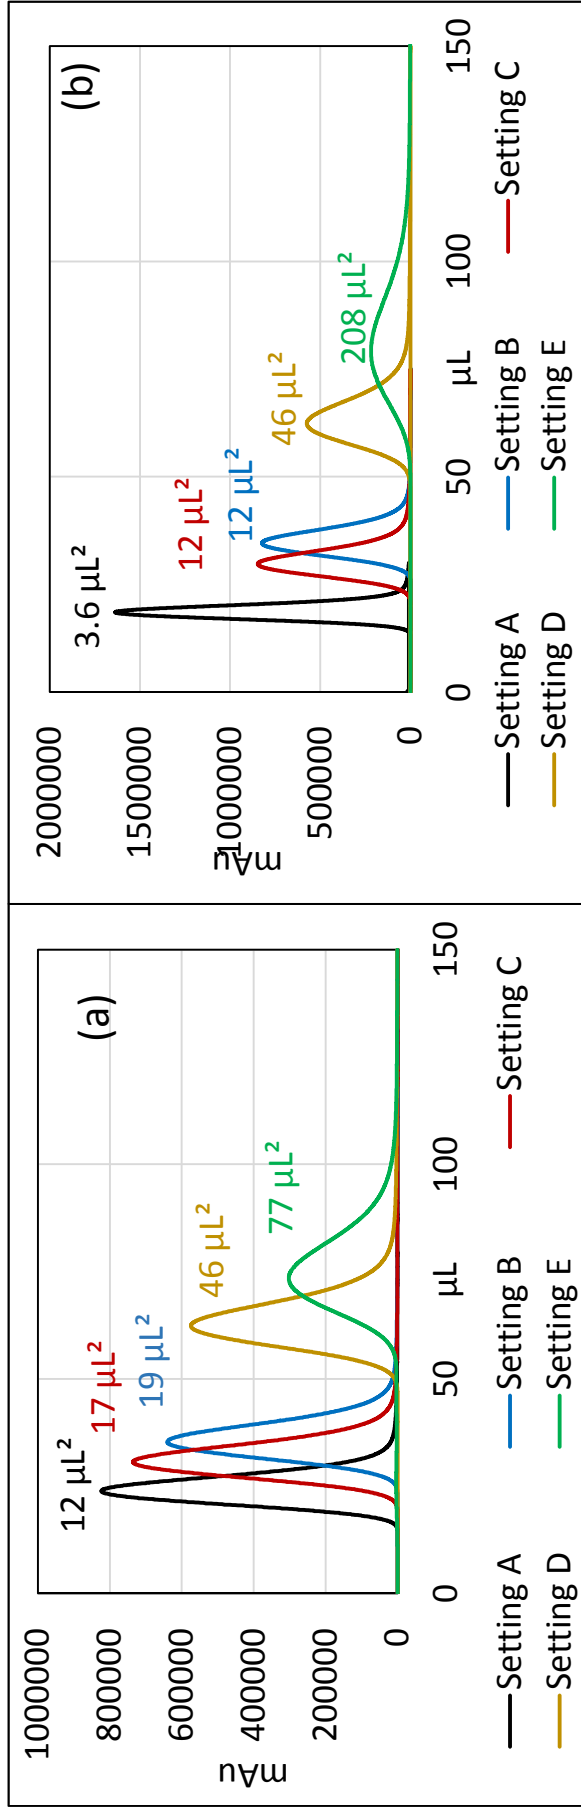 (a)
1000000
800000
600000
400000
200000
0
mAu
12 µL²
17 µL²
19 µL²
46 µL²
77 µL²
0
50
100
150
µL
Setting A
Setting B
Setting C
Setting D
Setting E
(b)
2000000
1500000
1000000
500000
0
mAu
3.6 µL²
12 µL²
12 µL²
46 µL²
208 µL²
0
50
100
150
µL
Setting A
Setting B
Setting C
Setting D
Setting E